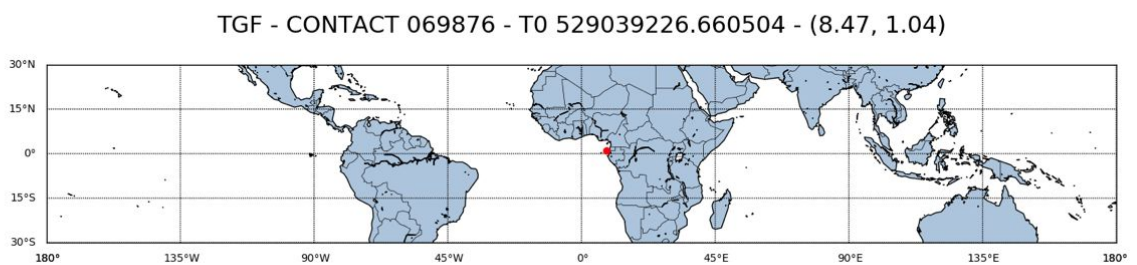 TGF - CONTACT 069876 - T0 529039226.660504 - (8.47, 1.04)
30°N
15°N
0°
15°S
30°S
180° 135°W 90°W 45°W 0° 45°E 90°E 135°E 180°